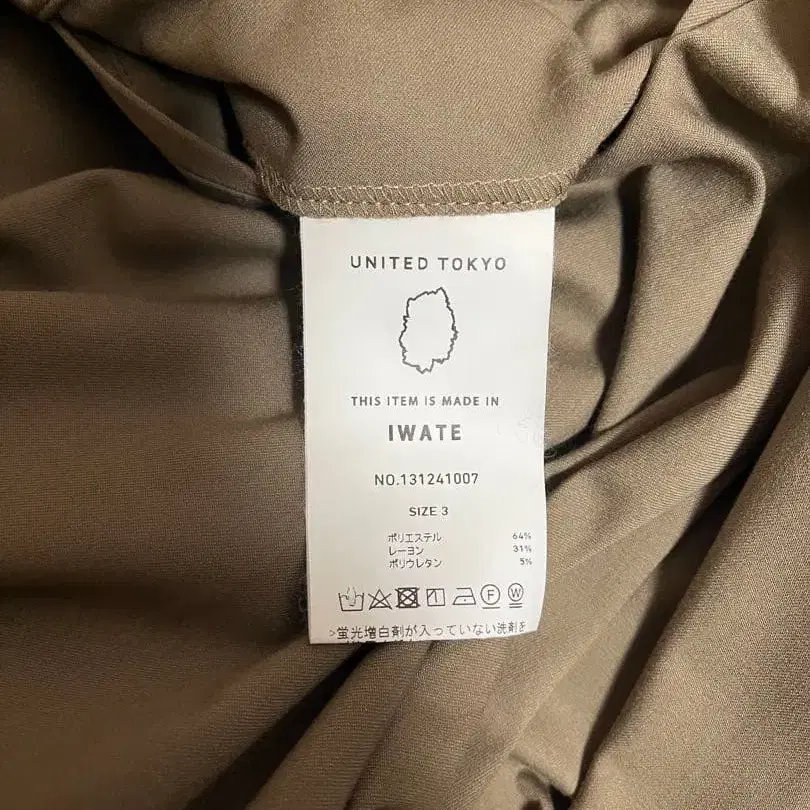 UNITED TOKYO
THIS ITEM IS MADE IN
IWATE
NO.131241007
SIZE 3
ポリエステル 64%
レーヨン 31%
ポリウレタン 5%
F W
>蛍光増白剤が入っていない洗剤を